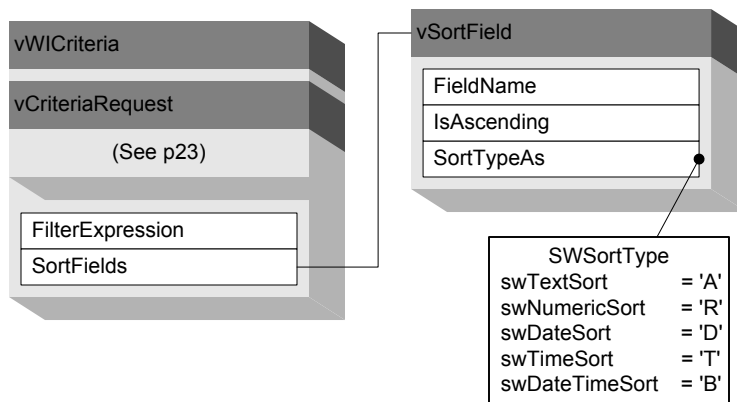 vWICriteria
vCriteriaRequest
(See p23)
FilterExpression
SortFields
vSortField
FieldName
IsAscending
SortTypeAs
SWSortType
swTextSort = 'A'
swNumericSort = 'R'
swDateSort = 'D'
swTimeSort = 'T'
swDateTimeSort = 'B'